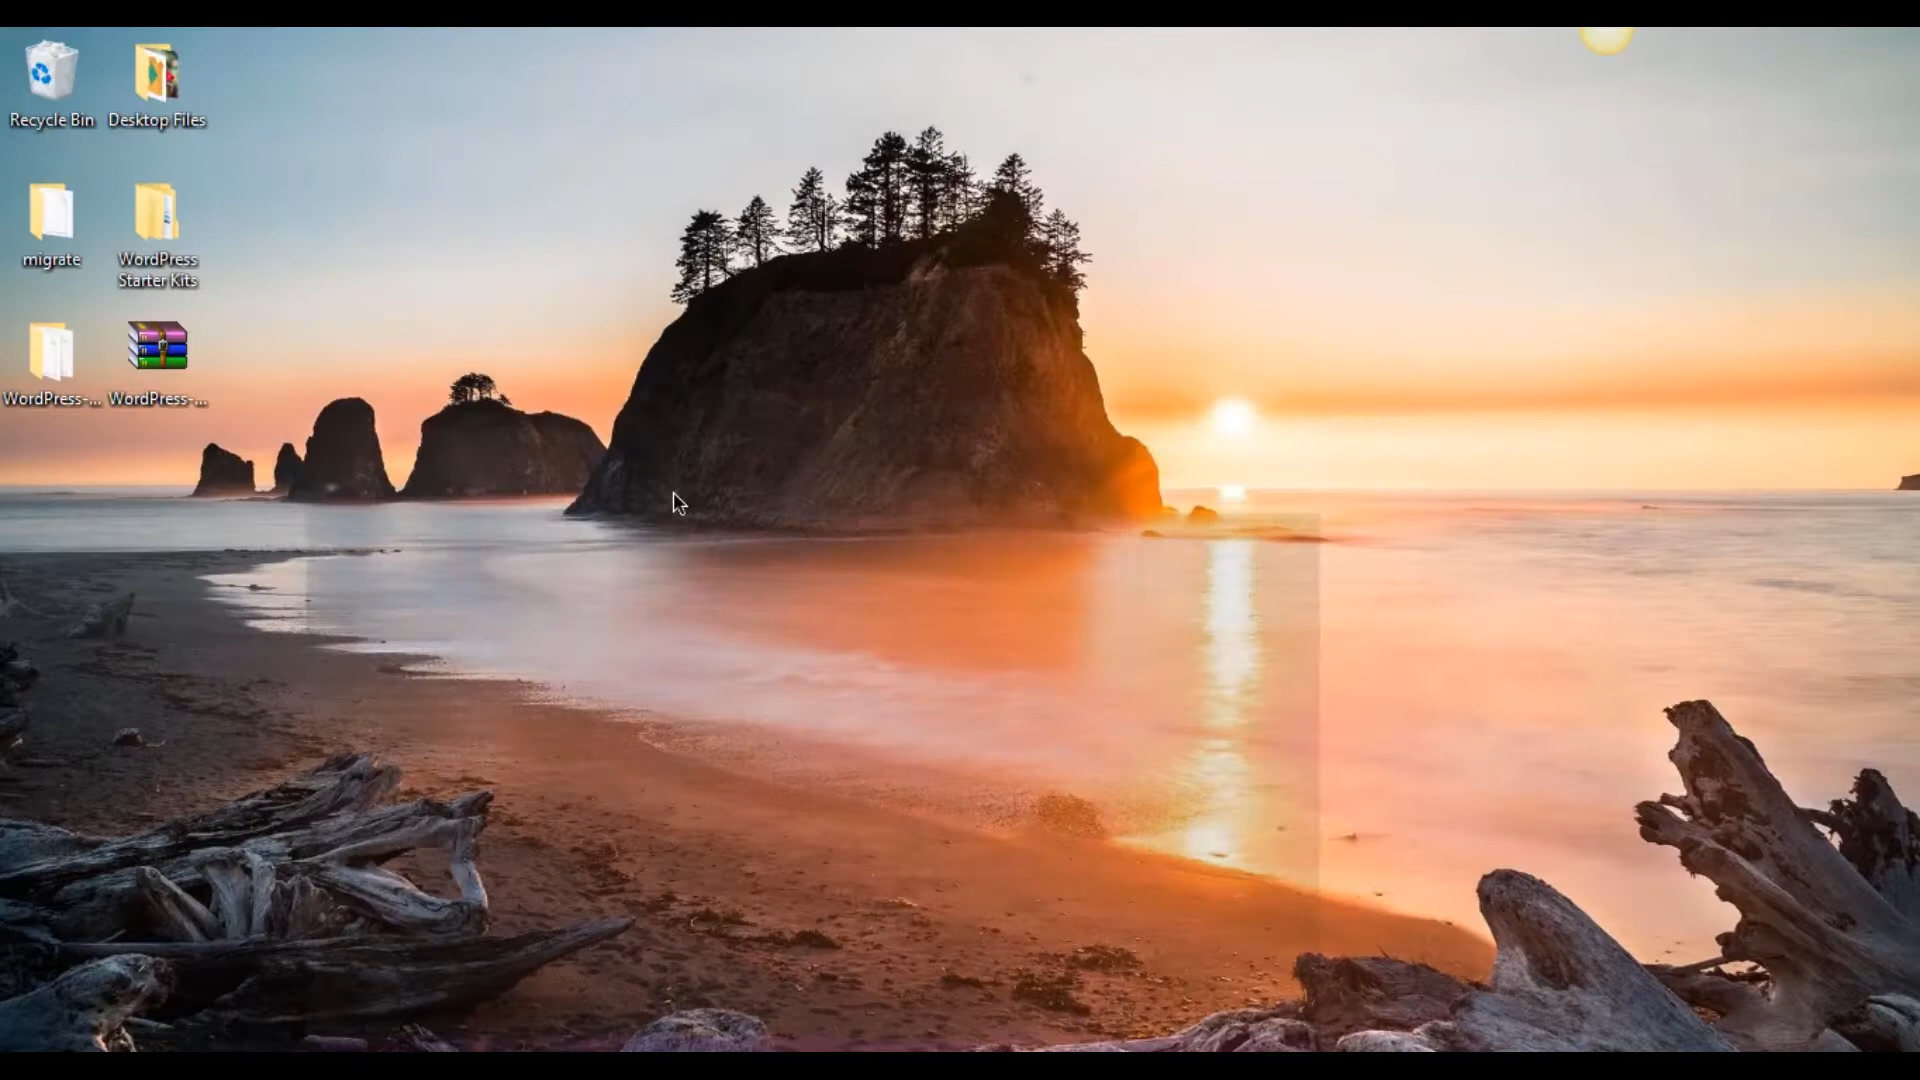 Recycle Bin
Desktop Files
migrate
WordPress
Starter Kits
WordPress-...
WordPress-...